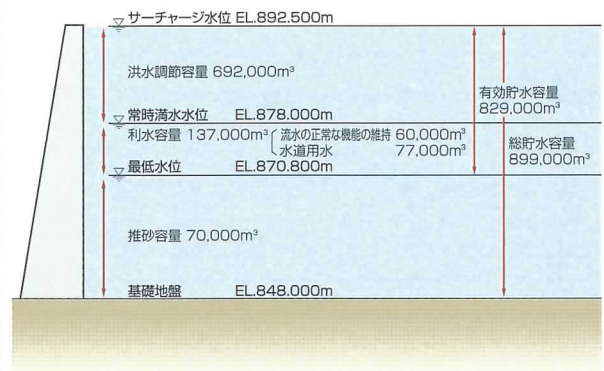 サーチャージ水位 EL.892.500m
洪水調節容量 692,000m³
有効貯水容量
829,000m³
常時満水水位 EL.878.000m
利水容量 137,000m³ 流水の正常な機能の維持 60,000m³
水道用水 77,000m³
総貯水容量
899,000m³
最低水位 EL.870.800m
推砂容量 70,000m³
基礎地盤 EL.848.000m